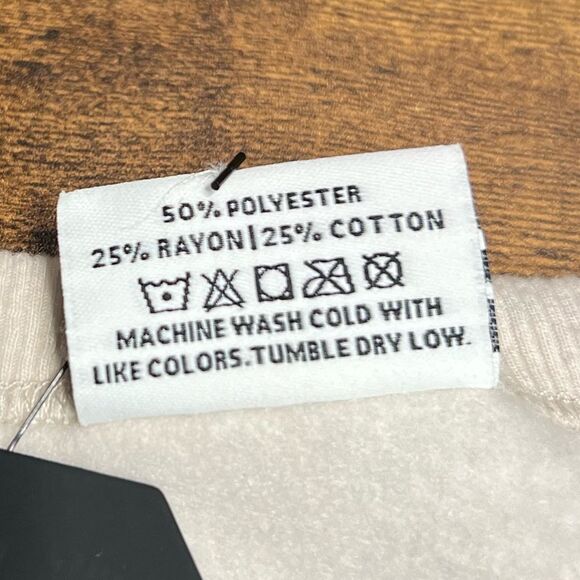 50% POLYESTER
25% RAYON|25% COTTON
MACHINE WASH COLD WITH
LIKE COLORS.TUMBLE DRY LOW.